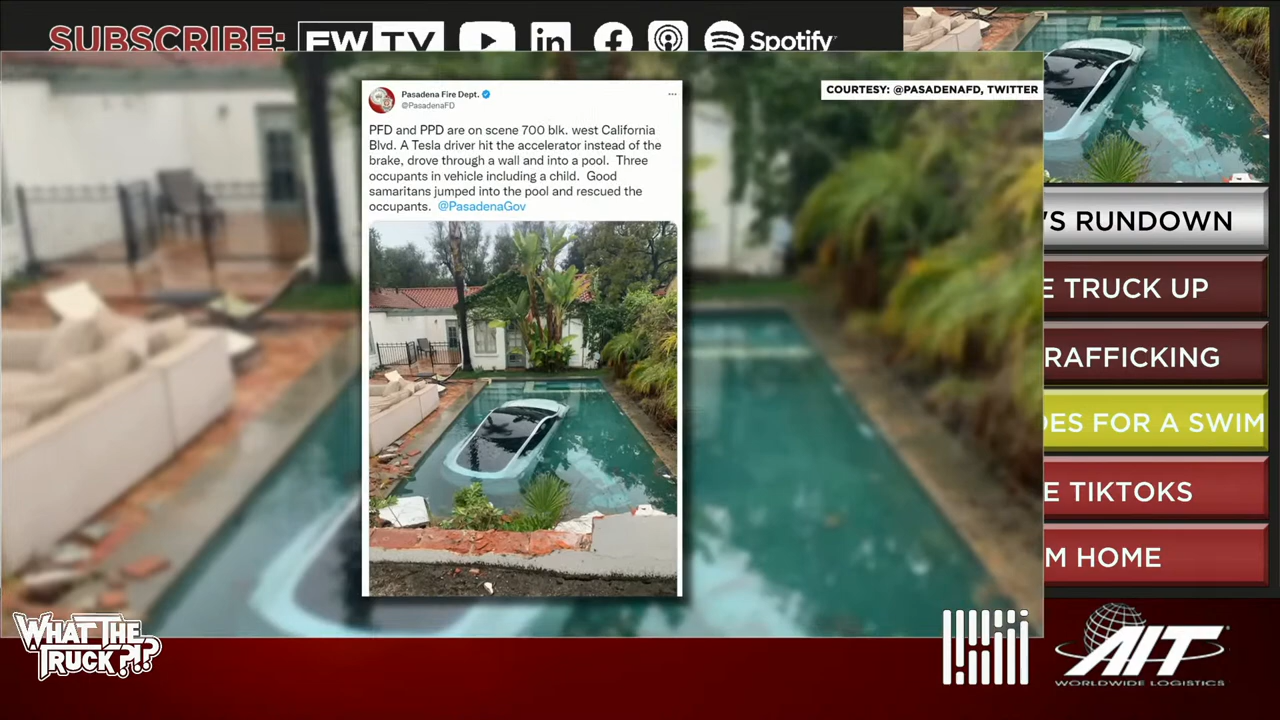 SUBSCRIBE:
FWTV
Spotify
COURTESY: @PASADENAFD, TWITTER
Pasadena Fire Dept.
@PasadenaFD
PFD and PPD are on scene 700 blk. west California
Blvd. A Tesla driver hit the accelerator instead of the
brake, drove through a wall and into a pool. Three
occupants in vehicle including a child. Good
samaritans jumped into the pool and rescued the
occupants. @PasadenaGov
'S RUNDOWN
E TRUCK UP
RAFFICKING
DES FOR A SWIM
E TIKTOKS
M HOME
WHAT THE
TRUCK?!?
AIT
WORLDWIDE LOGISTICS